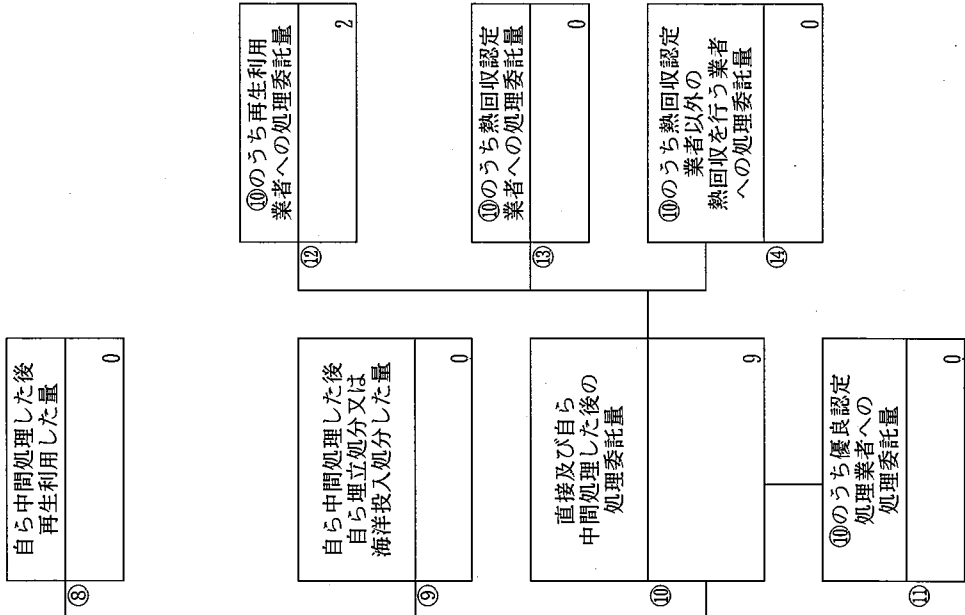 自ら中間処理した後
再生利用した量
⑧
0
自ら中間処理した後
自ら埋立処分又は
海洋投入処分した量
⑨
0
直接及び自ら
中間処理した後の
処理委託量
⑩
9
⑩のうち優良認定
処理業者への
処理委託量
⑪
0
⑩のうち再生利用
業者への処理委託量
⑫
2
⑩のうち熱回収認定
業者への処理委託量
⑬
0
⑩のうち熱回収認定
業者以外の
熱回収を行う業者
への処理委託量
⑭
0